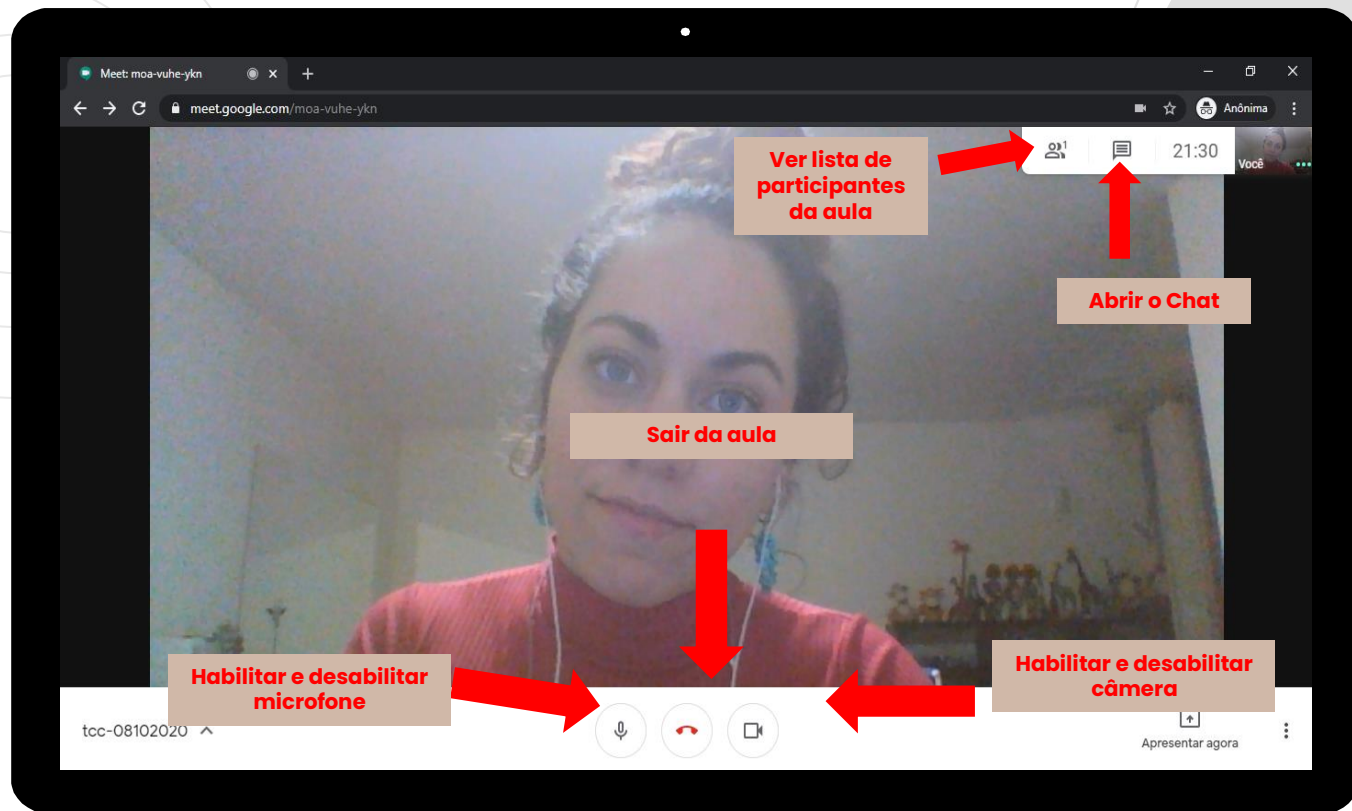 Meet: moa-vuhe-ykn
meet.google.com/moa-vuhe-ykn
Anônima
Ver lista de
participantes
da aula
1
21:30
Você
Abrir o Chat
Sair da aula
Habilitar e desabilitar
microfone
Habilitar e desabilitar
câmera
tcc-08102020
Apresentar agora